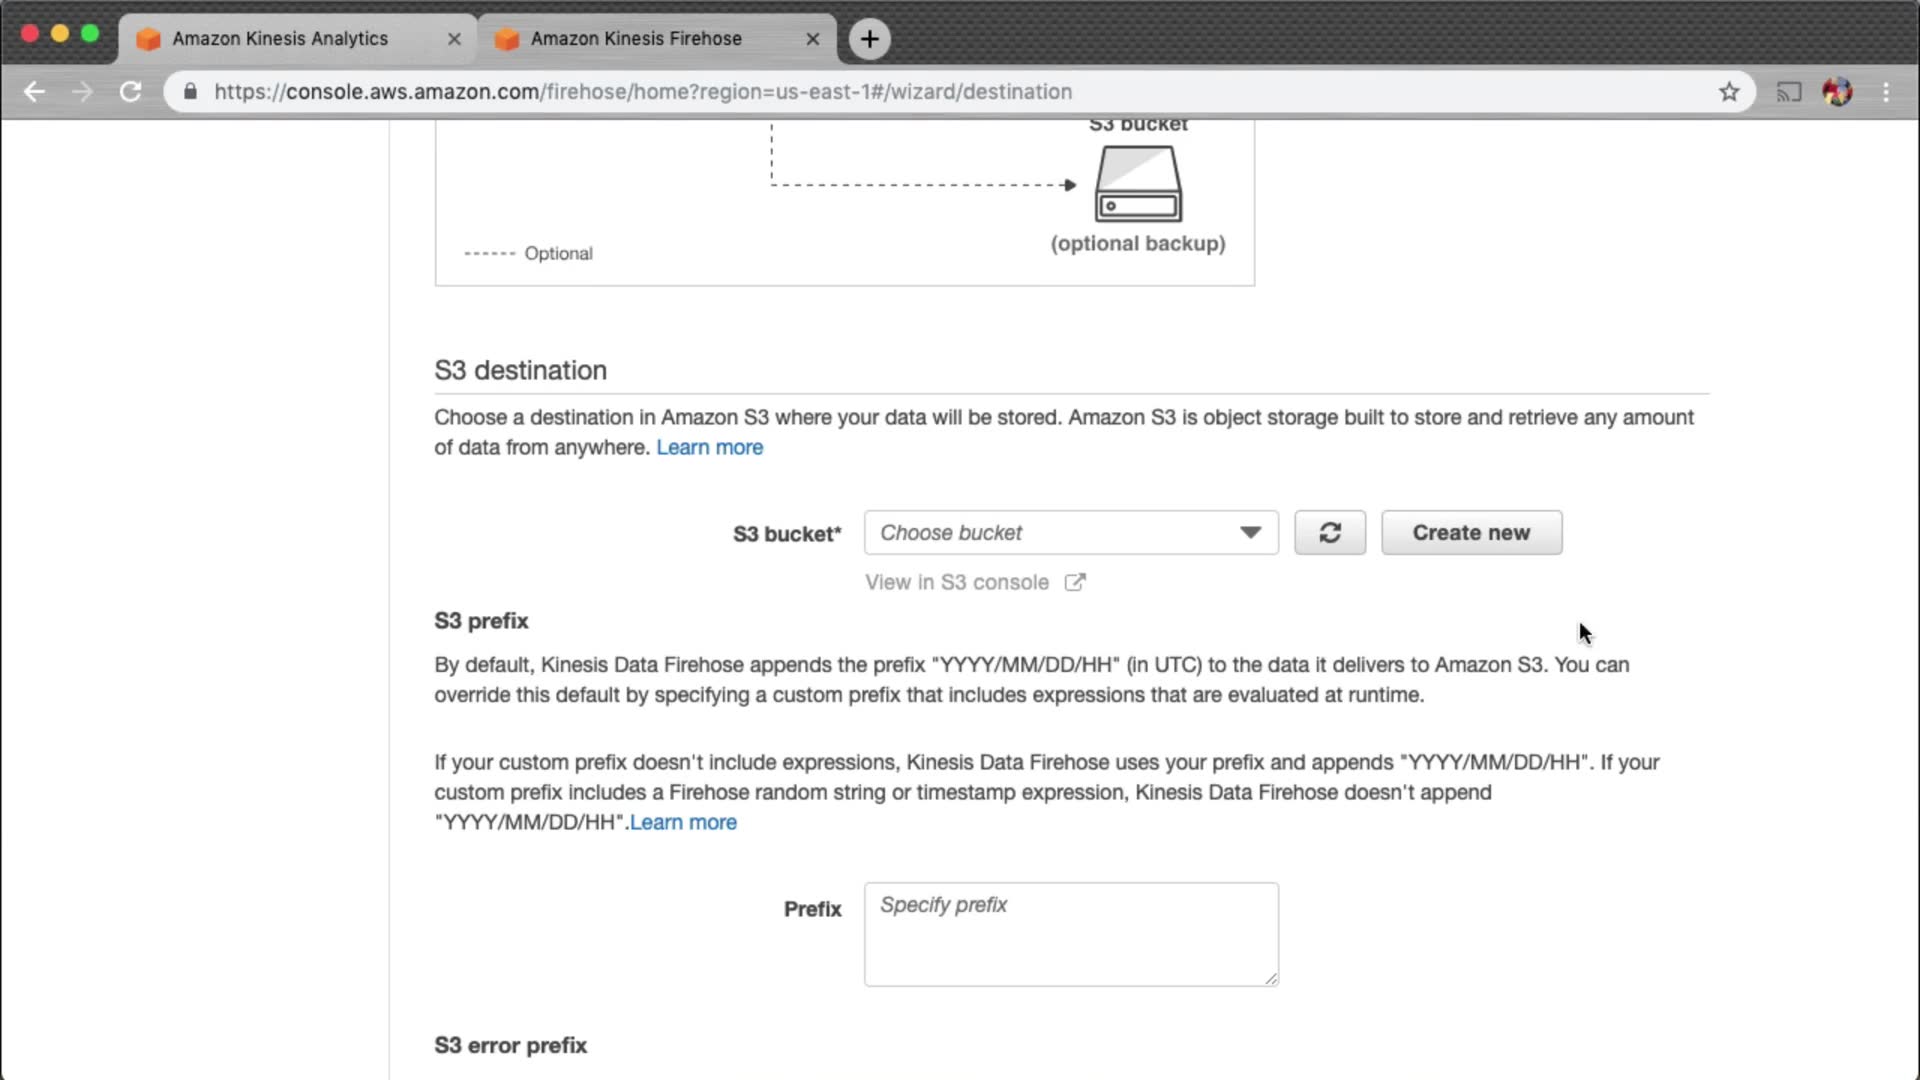 Amazon Kinesis Analytics
Amazon Kinesis Firehose
https://console.aws.amazon.com/firehose/home?region=us-east-1#/wizard/destination
S3 bucket
(optional backup)
------ Optional
S3 destination
Choose a destination in Amazon S3 where your data will be stored. Amazon S3 is object storage built to store and retrieve any amount
of data from anywhere. Learn more
S3 bucket* Choose bucket Create new
View in S3 console
S3 prefix
By default, Kinesis Data Firehose appends the prefix "YYYY/MM/DD/HH" (in UTC) to the data it delivers to Amazon S3. You can
override this default by specifying a custom prefix that includes expressions that are evaluated at runtime.
If your custom prefix doesn't include expressions, Kinesis Data Firehose uses your prefix and appends "YYYY/MM/DD/HH". If your
custom prefix includes a Firehose random string or timestamp expression, Kinesis Data Firehose doesn't append
"YYYY/MM/DD/HH".Learn more
Prefix Specify prefix
S3 error prefix